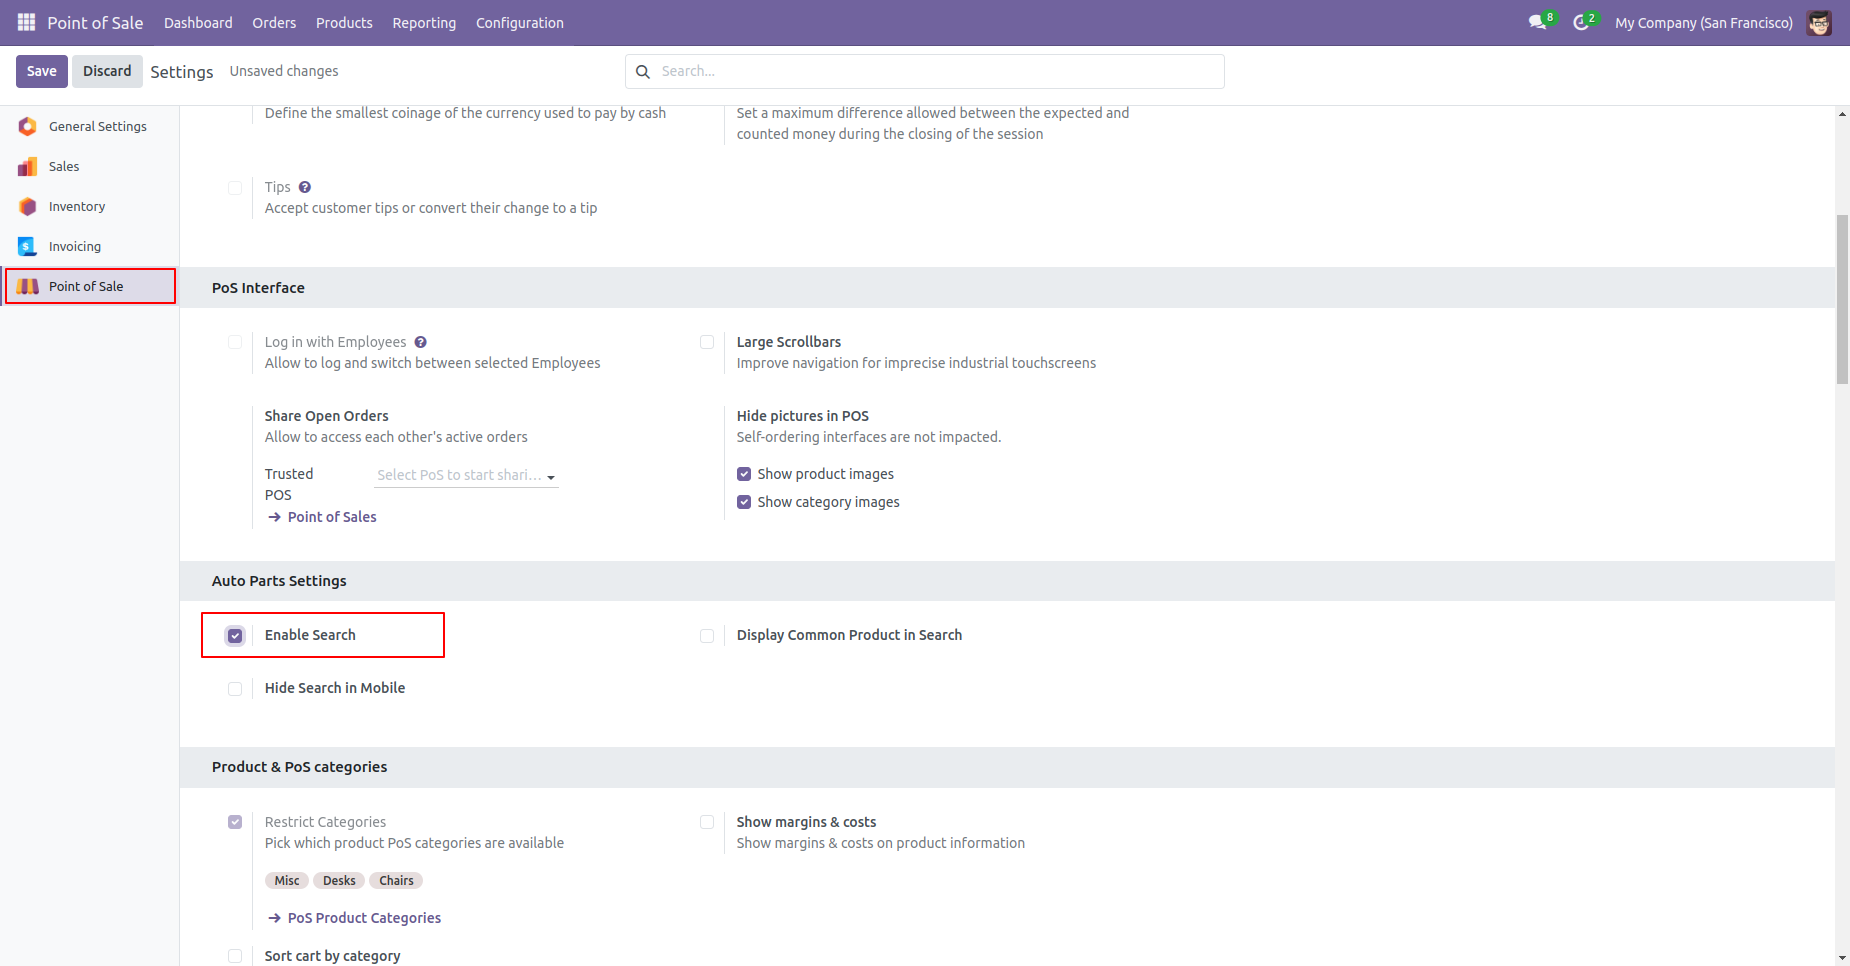 Point of Sale Dashboard Orders Products Reporting Configuration 8 2 My Company (San Francisco)
Save Discard Settings Unsaved changes Search...
General Settings
Sales
Inventory
Invoicing
Point of Sale
Define the smallest coinage of the currency used to pay by cash
Set a maximum difference allowed between the expected and
counted money during the closing of the session
Tips ?
Accept customer tips or convert their change to a tip
PoS Interface
Log in with Employees ?
Allow to log and switch between selected Employees
Large Scrollbars
Improve navigation for imprecise industrial touchscreens
Share Open Orders
Allow to access each other's active orders
Trusted
POS
Select PoS to start shari...
Point of Sales
Hide pictures in POS
Self-ordering interfaces are not impacted.
Show product images
Show category images
Auto Parts Settings
Enable Search
Display Common Product in Search
Hide Search in Mobile
Product & PoS categories
Restrict Categories
Pick which product PoS categories are available
Misc Desks Chairs
PoS Product Categories
Show margins & costs
Show margins & costs on product information
Sort cart by category